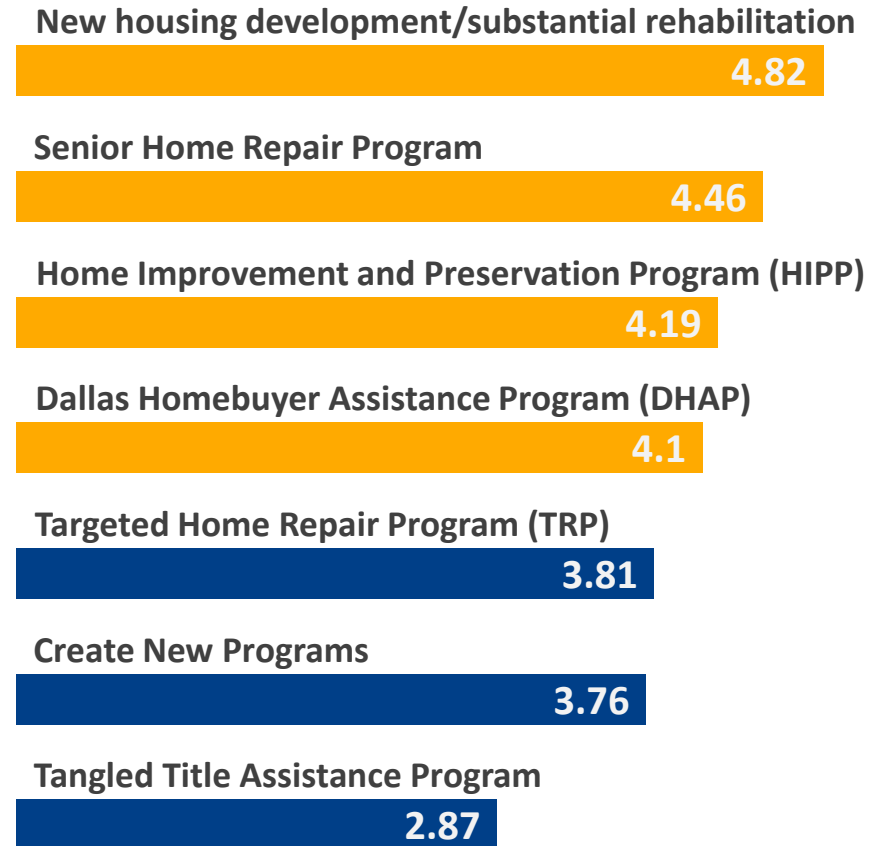 New housing development/substantial rehabilitation
4.82
Senior Home Repair Program
4.46
Home Improvement and Preservation Program (HIPP)
4.19
Dallas Homebuyer Assistance Program (DHAP)
4.1
Targeted Home Repair Program (TRP)
3.81
Create New Programs
3.76
Tangled Title Assistance Program
2.87